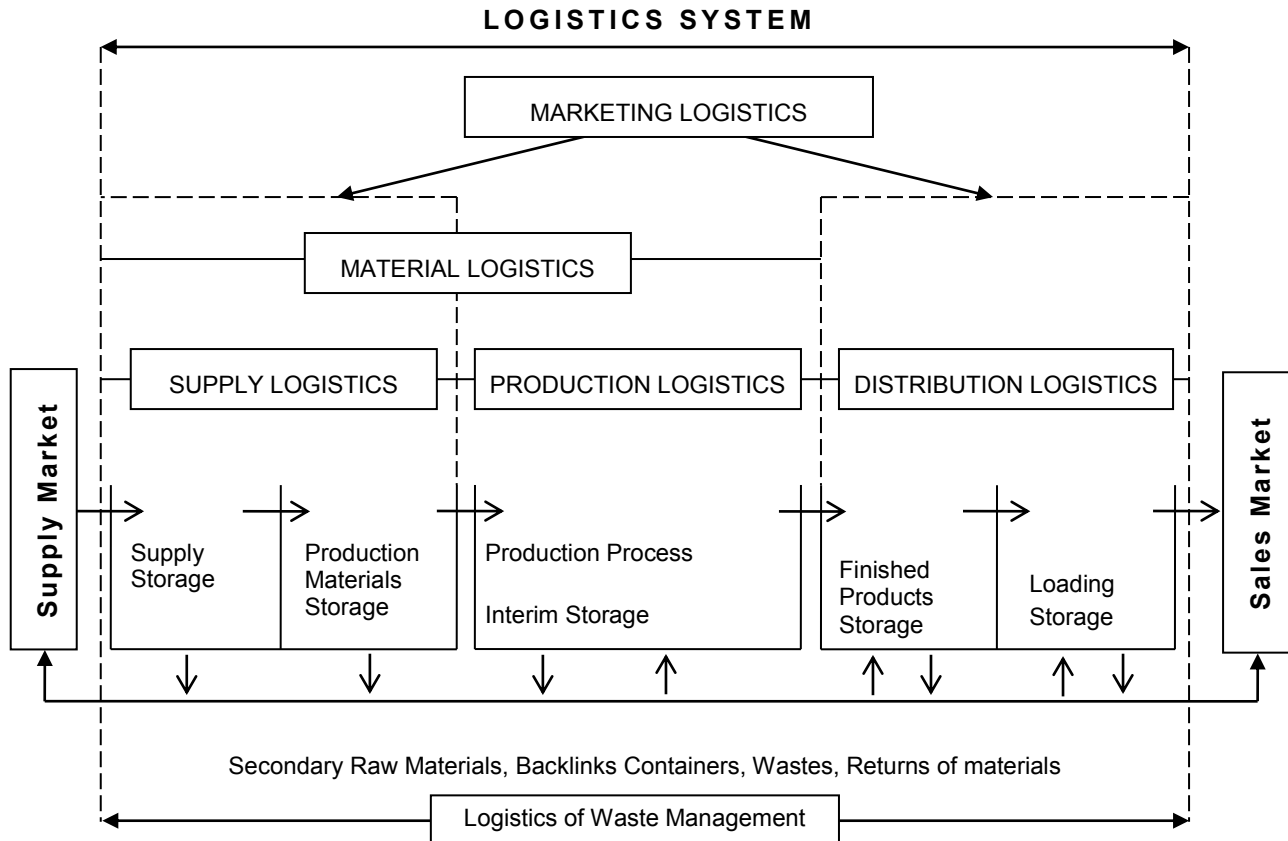 LOGISTICS SYSTEM
MARKETING LOGISTICS
MATERIAL LOGISTICS
SUPPLY LOGISTICS
PRODUCTION LOGISTICS
DISTRIBUTION LOGISTICS
Supply Market
Supply
Storage
Production
Materials
Storage
Production Process
Interim Storage
Finished
Products
Storage
Loading
Storage
Sales Market
Secondary Raw Materials, Backlinks Containers, Wastes, Returns of materials
Logistics of Waste Management